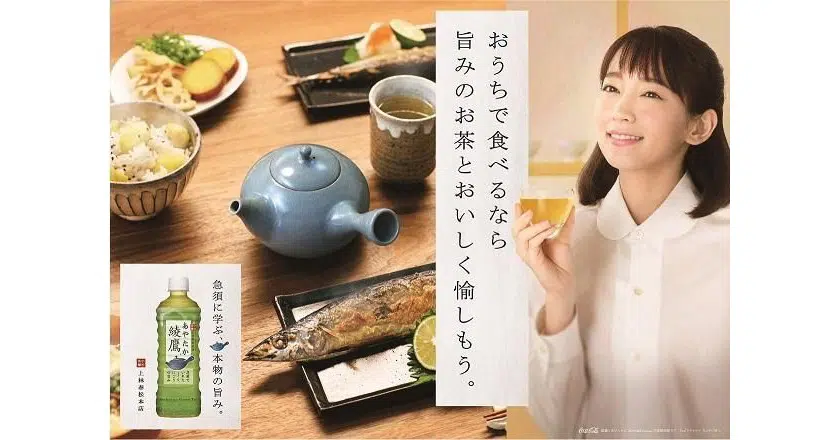 おうちで食べるなら
旨みのお茶とおいしく愉しもう。
急須に学ぶ、本物の旨み。
あやたか
綾鷹
上林春松本店
Coca-Cola